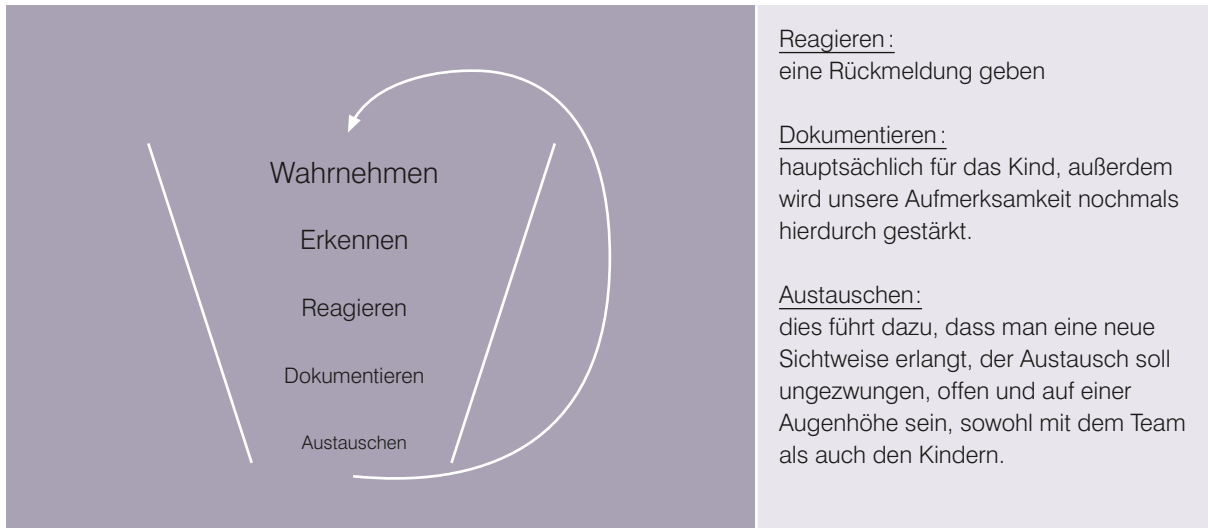 Wahrnehmen
Erkennen
Reagieren
Dokumentieren
Austauschen
Reagieren:
eine Rückmeldung geben
Dokumentieren:
hauptsächlich für das Kind, außerdem
wird unsere Aufmerksamkeit nochmals
hierdurch gestärkt.
Austauschen:
dies führt dazu, dass man eine neue
Sichtweise erlangt, der Austausch soll
ungezwungen, offen und auf einer
Augenhöhe sein, sowohl mit dem Team
als auch den Kindern.